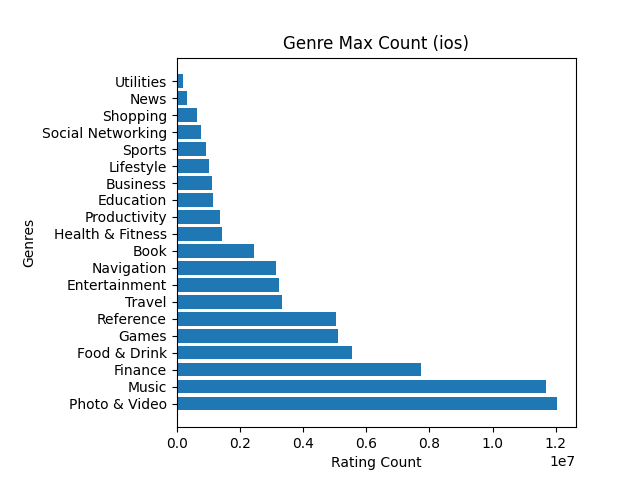 Genre Max Count (ios)
Utilities
News
Shopping
Social Networking
Sports
Lifestyle
Business
Education
Productivity
Health & Fitness
Book
Navigation
Entertainment
Travel
Reference
Games
Food & Drink
Finance
Music
Photo & Video
Genres
0.0 0.2 0.4 0.6 0.8 1.0 1.2
1e7
Rating Count